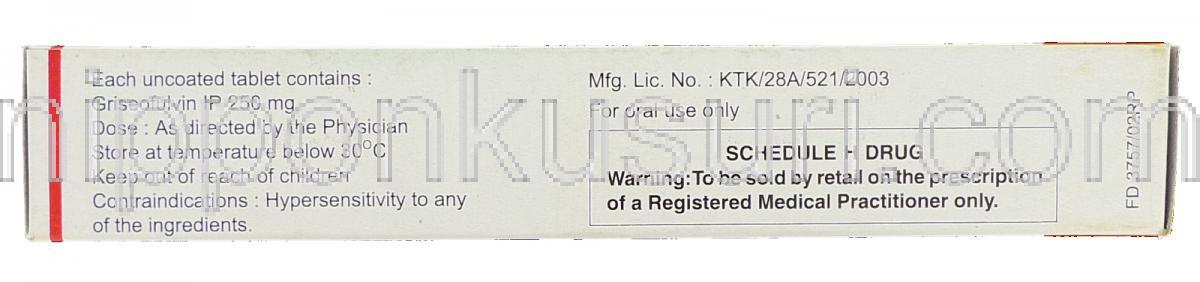 Each uncoated tablet contains :
Griseofulvin IP 250 mg
Dose : As directed by the Physician
Store at temperature below 30°C
Keep out of reach of children
Contraindications : Hypersensitivity to any
of the ingredients.
Mfg. Lic. No. : KTK/28A/521/2003
For oral use only
SCHEDULE H DRUG
Warning: To be sold by retail on the prescription
of a Registered Medical Practitioner only.
FD 3757/02RP
nipponkusuri.com